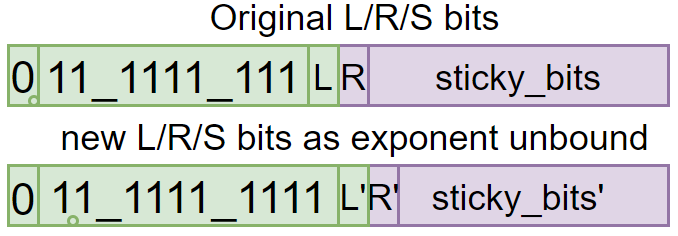 Original L/R/S bits
0 11_1111_111 L R sticky_bits
new L/R/S bits as exponent unbound
0 11_1111_1111 L' R' sticky_bits'